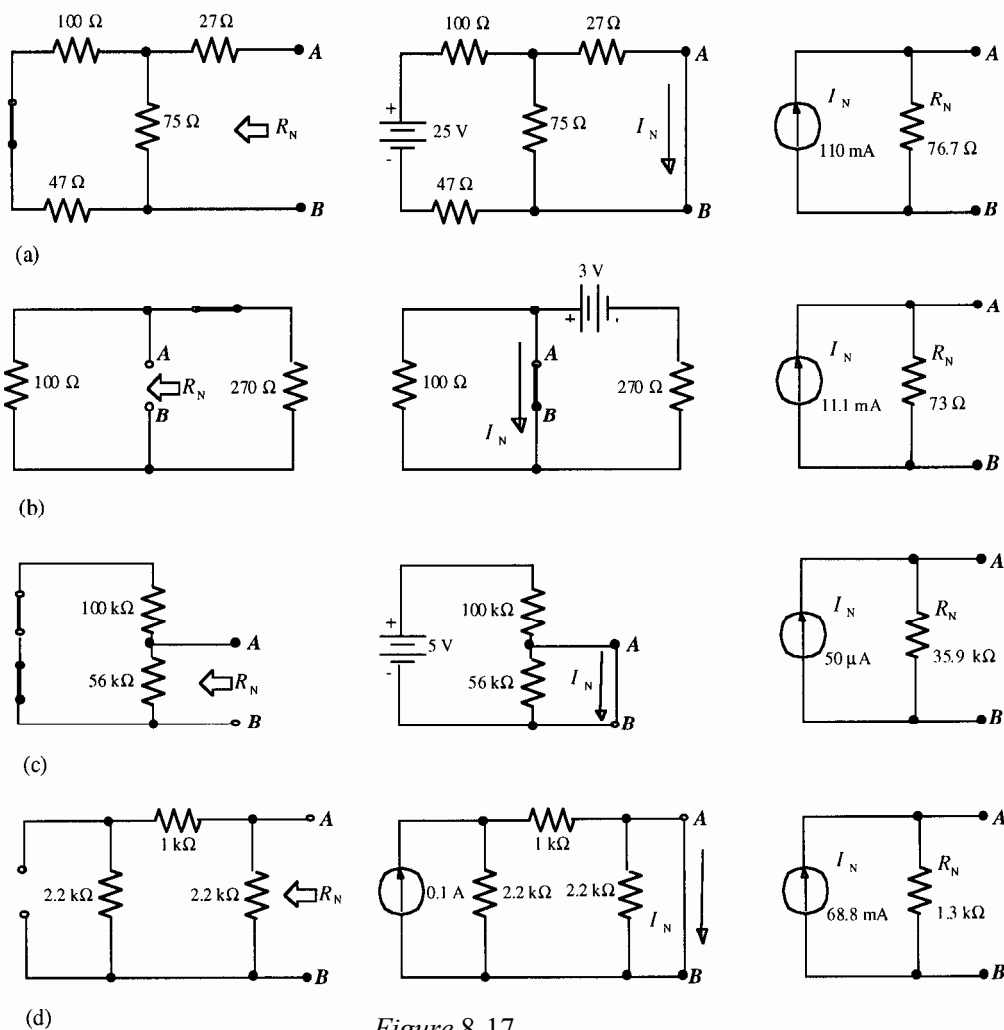 100 Ω 27 Ω A 100 Ω 27 Ω A
75 Ω R_N + 25 V - 75 Ω I_N I_N 110 mA R_N 76.7 Ω
47 Ω B 47 Ω B B
(a)
3 V
+ -
100 Ω A R_N B 270 Ω 100 Ω A B I_N 270 Ω I_N 11.1 mA R_N 73 Ω A B
(b)
100 kΩ A 56 kΩ R_N B + 5 V - 100 kΩ A 56 kΩ I_N B I_N 50 μA R_N 35.9 kΩ A B
(c)
1 kΩ A 1 kΩ A A
2.2 kΩ 2.2 kΩ R_N 0.1 A 2.2 kΩ 2.2 kΩ I_N I_N 68.8 mA R_N 1.3 kΩ
B B B
(d)
Figure 8-17